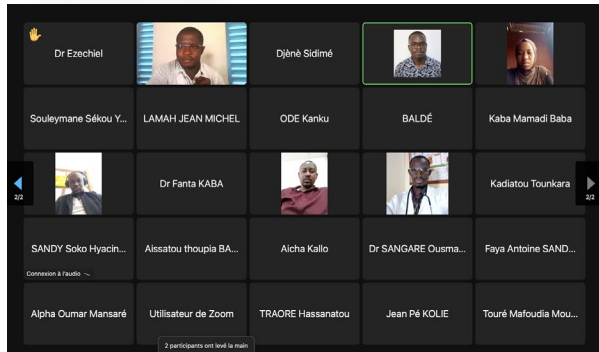 Dr Ezechiel
Djènè Sidimé
Souleymane Sékou Y...
LAMAH JEAN MICHEL
ODE Kanku
BALDÉ
Kaba Mamadi Baba
2/2
Dr Fanta KABA
Kadiatou Tounkara
2/2
SANDY Soko Hyacin...
Aissatou thoupia BA...
Aicha Kallo
Dr SANGARE Ousma...
Faya Antoine SAND...
Connexion à l'audio
Alpha Oumar Mansaré
Utilisateur de Zoom
TRAORE Hassanatou
Jean Pé KOLIE
Touré Mafoudia Mou...
2 participants ont levé la main